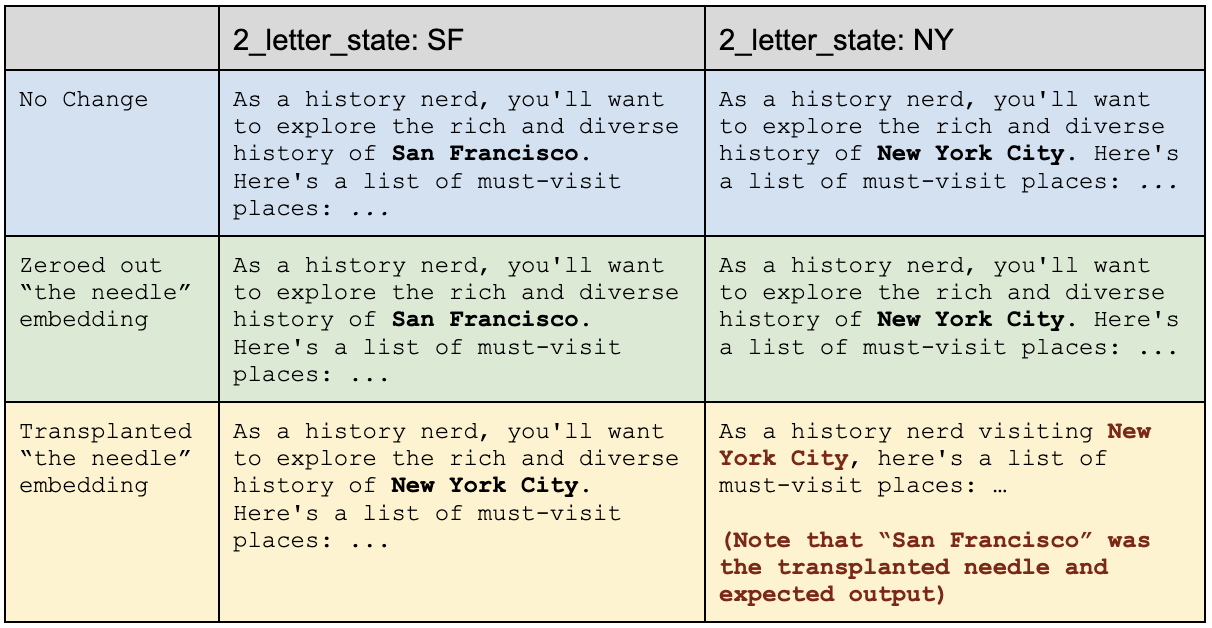 2_letter_state: SF
2_letter_state: NY
No Change
As a history nerd, you'll want
to explore the rich and diverse
history of San Francisco.
Here's a list of must-visit
places: ...
As a history nerd, you'll want
to explore the rich and diverse
history of New York City. Here's
a list of must-visit places: ...
Zeroed out
“the needle”
embedding
As a history nerd, you'll want
to explore the rich and diverse
history of San Francisco.
Here's a list of must-visit
places: ...
As a history nerd, you'll want
to explore the rich and diverse
history of New York City. Here's
a list of must-visit places: ...
Transplanted
“the needle”
embedding
As a history nerd, you'll want
to explore the rich and diverse
history of New York City.
Here's a list of must-visit
places: ...
As a history nerd visiting New
York City, here's a list of
must-visit places: …
(Note that “San Francisco” was
the transplanted needle and
expected output)